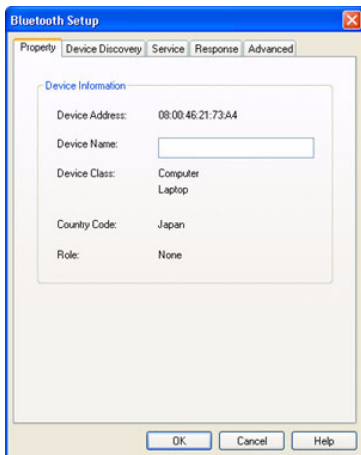 Bluetooth Setup
Property Device Discovery Service Response Advanced
Device Information
Device Address: 08:00:46:21:73:A4
Device Name:
Device Class: Computer
Laptop
Country Code: Japan
Role: None
OK Cancel Help